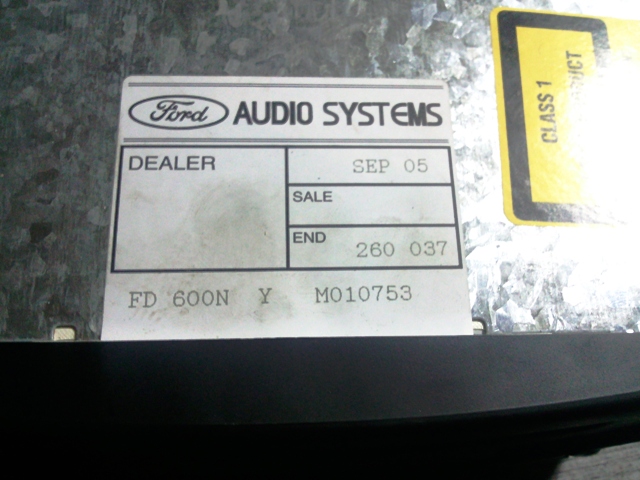 Ford AUDIO SYSTEMS
DEALER
SEP 05
SALE
END 260 037
FD 600N Y M010753
CLASS 1